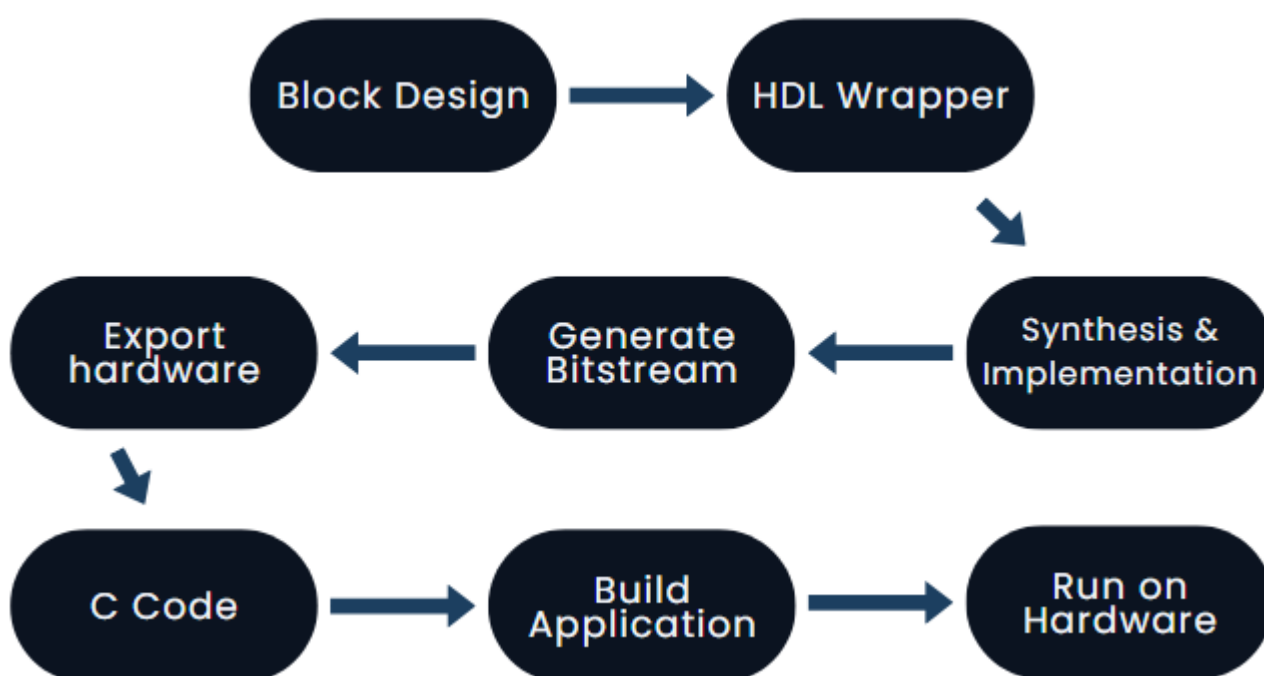 Block Design
HDL Wrapper
Synthesis &
Implementation
Generate
Bitstream
Export
hardware
C Code
Build
Application
Run on
Hardware